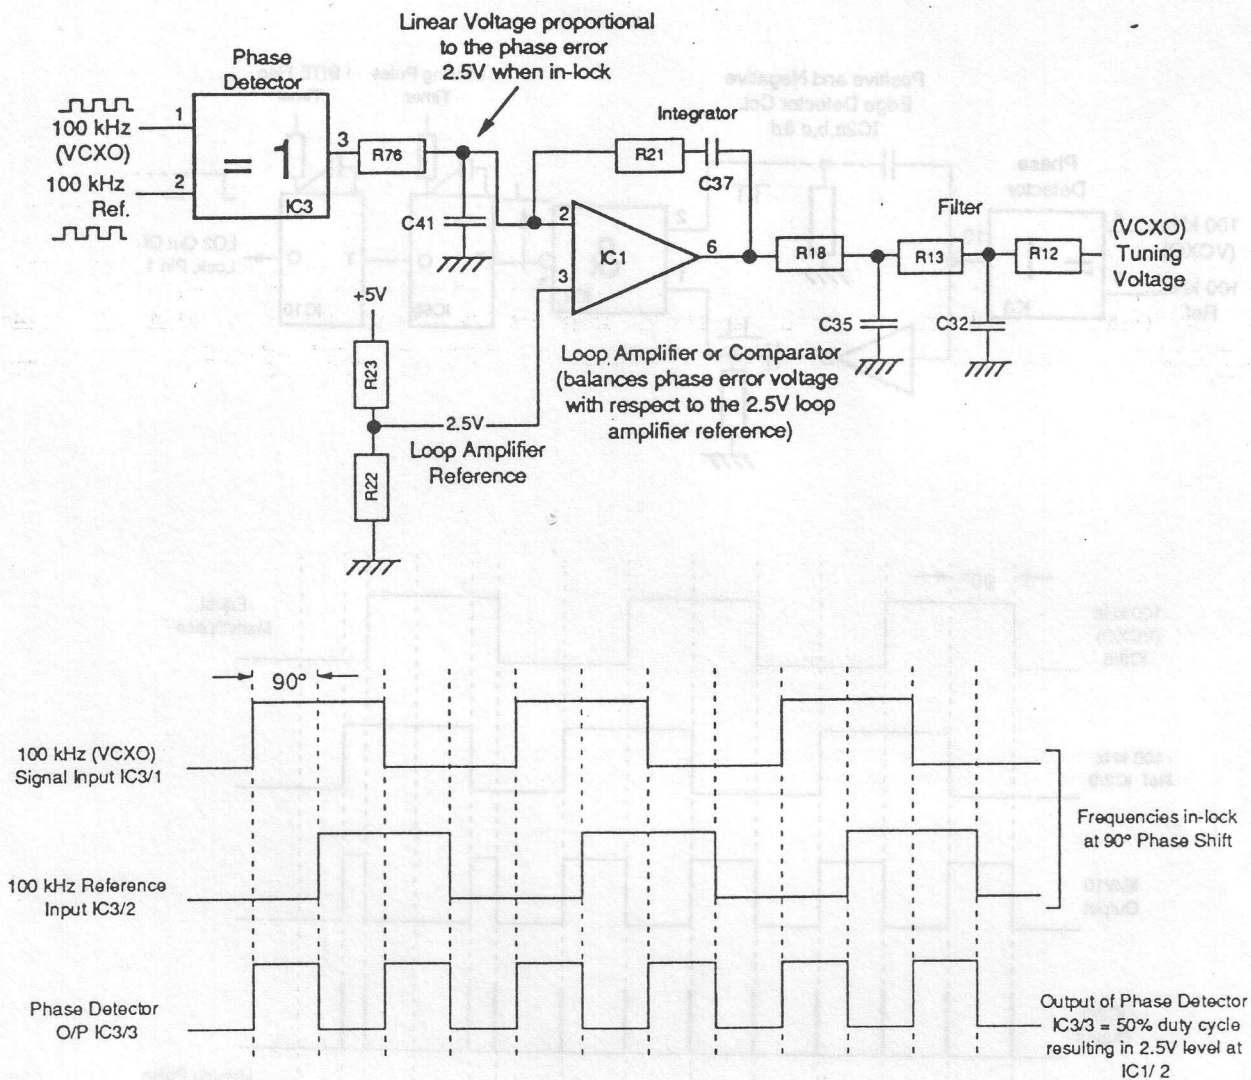 Linear Voltage proportional
to the phase error
2.5V when in-lock
Phase
Detector
100 kHz
(VCXO)
100 kHz
Ref.
1
2
3
= 1
IC3
R76
C41
Integrator
R21
C37
2
3
6
IC1
+5V
R23
R22
2.5V
Loop Amplifier
Reference
Loop Amplifier or Comparator
(balances phase error voltage
with respect to the 2.5V loop
amplifier reference)
Filter
R18
R13
R12
C35
C32
(VCXO)
Tuning
Voltage
90°
100 kHz (VCXO)
Signal Input IC3/1
100 kHz Reference
Input IC3/2
Phase Detector
O/P IC3/3
Frequencies in-lock
at 90° Phase Shift
Output of Phase Detector
IC3/3 = 50% duty cycle
resulting in 2.5V level at
IC1/ 2